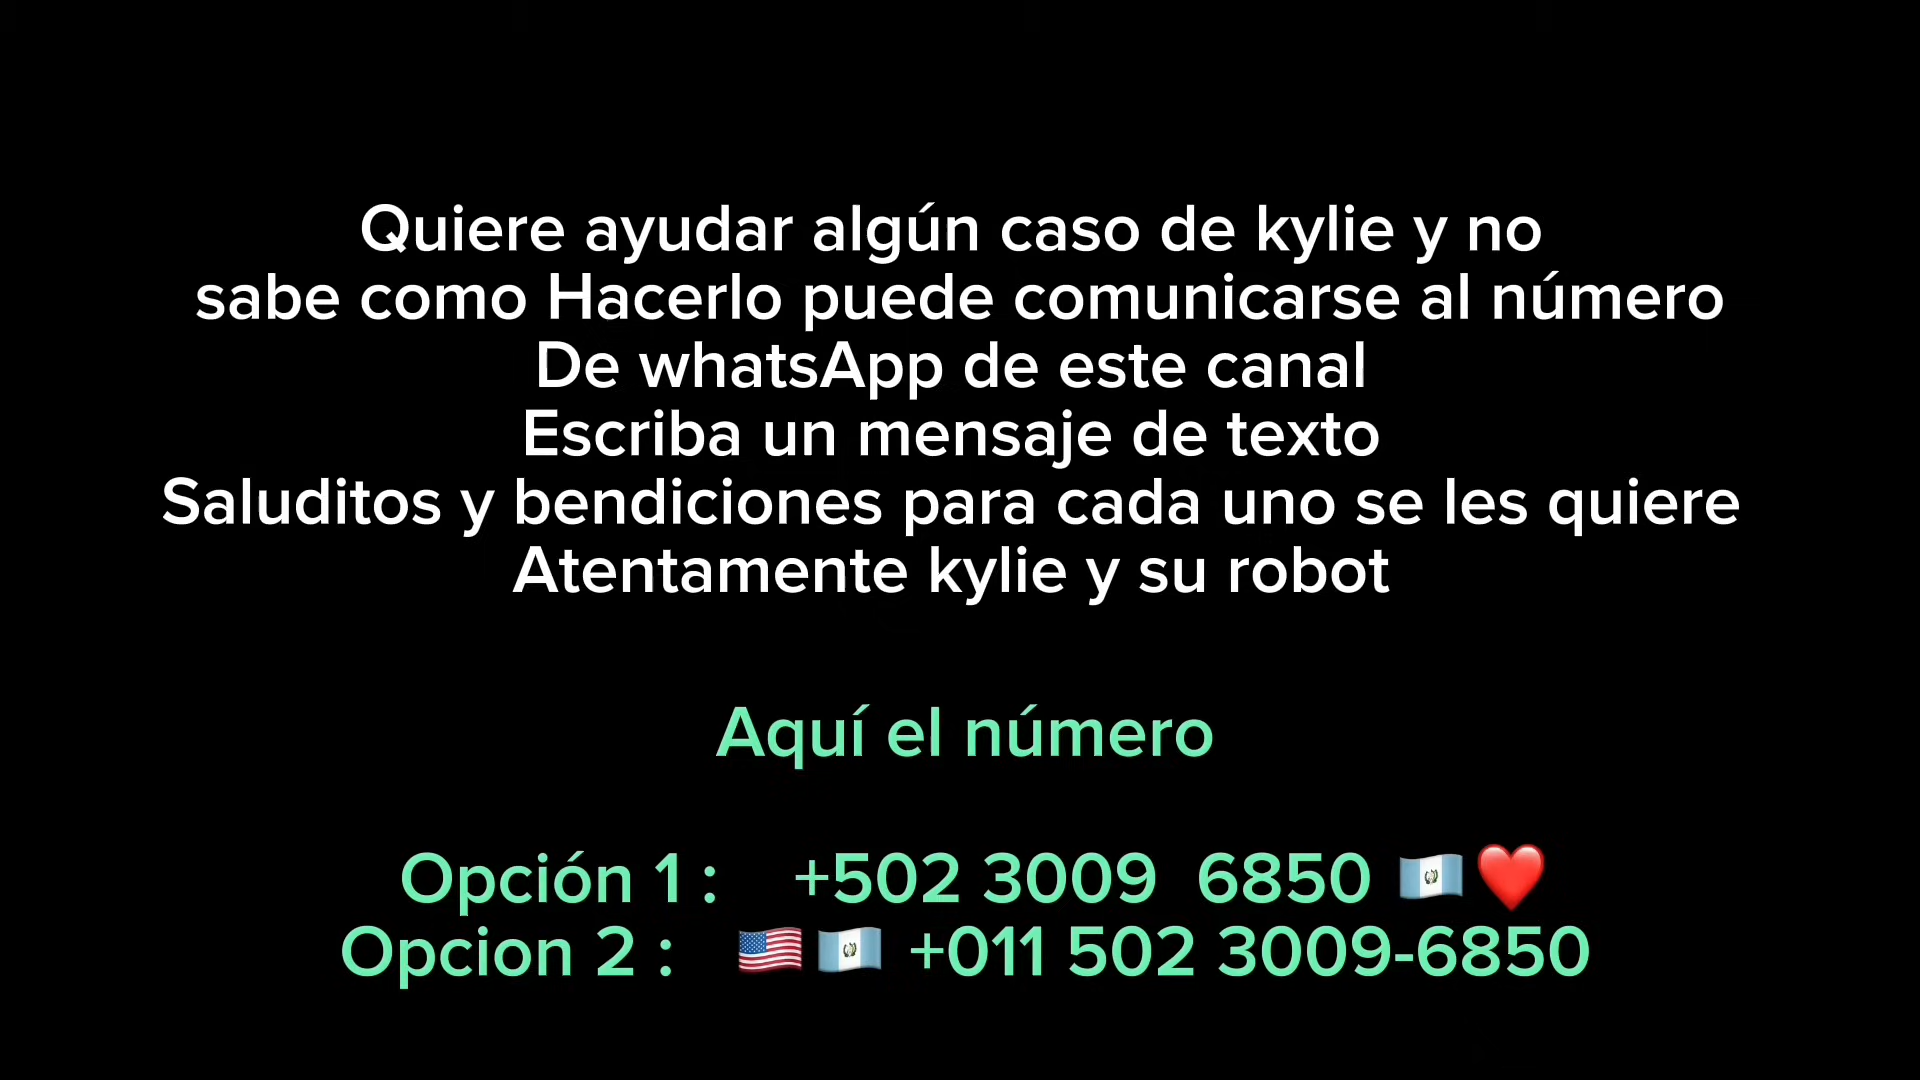 Quiere ayudar algún caso de kylie y no
sabe como Hacerlo puede comunicarse al número
De whatsApp de este canal
Escriba un mensaje de texto
Saluditos y bendiciones para cada uno se les quiere
Atentamente kylie y su robot
Aquí el número
Opción 1 : +502 3009 6850 🇬🇹❤️
Opcion 2 : 🇺🇸🇬🇹 +011 502 3009-6850